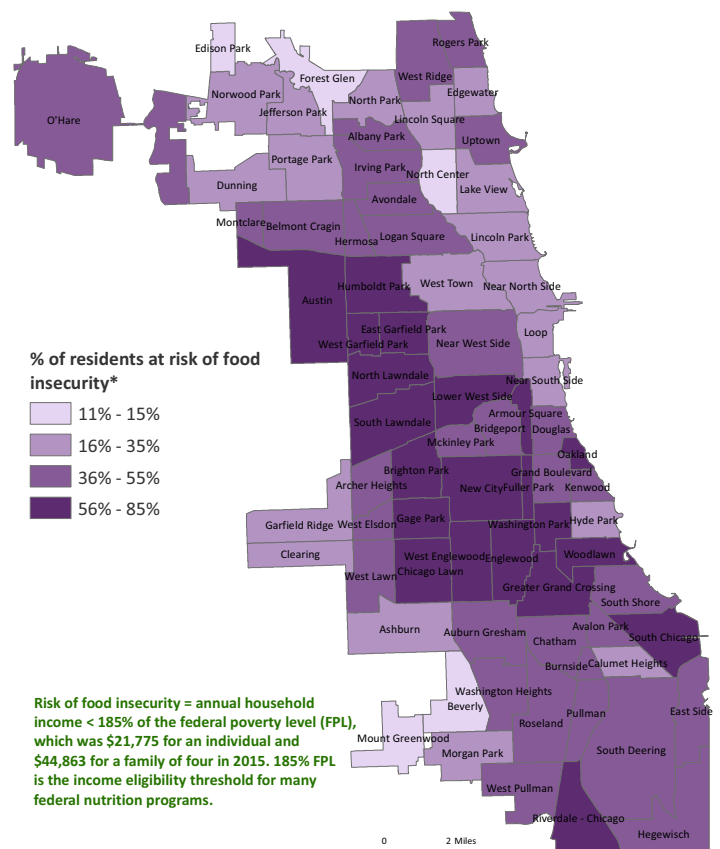 Rogers Park
Edison Park
Forest Glen
West Ridge
Edgewater
Norwood Park
North Park
Jefferson Park
Lincoln Square
O'Hare
Albany Park
Uptown
Portage Park
Irving Park
North Center
Dunning
Lake View
Avondale
Montclare
Belmont Cragin
Hermosa
Logan Square
Lincoln Park
Humboldt Park
West Town
Near North Side
Austin
East Garfield Park
West Garfield Park
Near West Side
Loop
% of residents at risk of food
insecurity*
11% - 15%
16% - 35%
36% - 55%
56% - 85%
North Lawndale
Near South Side
Lower West Side
South Lawndale
Armour Square
Bridgeport
Douglas
Mckinley Park
Oakland
Brighton Park
Grand Boulevard
Archer Heights
New City
Fuller Park
Kenwood
Garfield Ridge
West Elsdon
Gage Park
Washington Park
Hyde Park
Clearing
West Englewood
Englewood
Woodlawn
West Lawn
Chicago Lawn
Greater Grand Crossing
South Shore
Ashburn
Auburn Gresham
Avalon Park
Chatham
South Chicago
Burnside
Calumet Heights
Washington Heights
Beverly
Pullman
East Side
Roseland
Mount Greenwood
Morgan Park
South Deering
West Pullman
Riverdale - Chicago
Hegewisch
Risk of food insecurity = annual household
income < 185% of the federal poverty level (FPL),
which was $21,775 for an individual and
$44,863 for a family of four in 2015. 185% FPL
is the income eligibility threshold for many
federal nutrition programs.
0 2 Miles